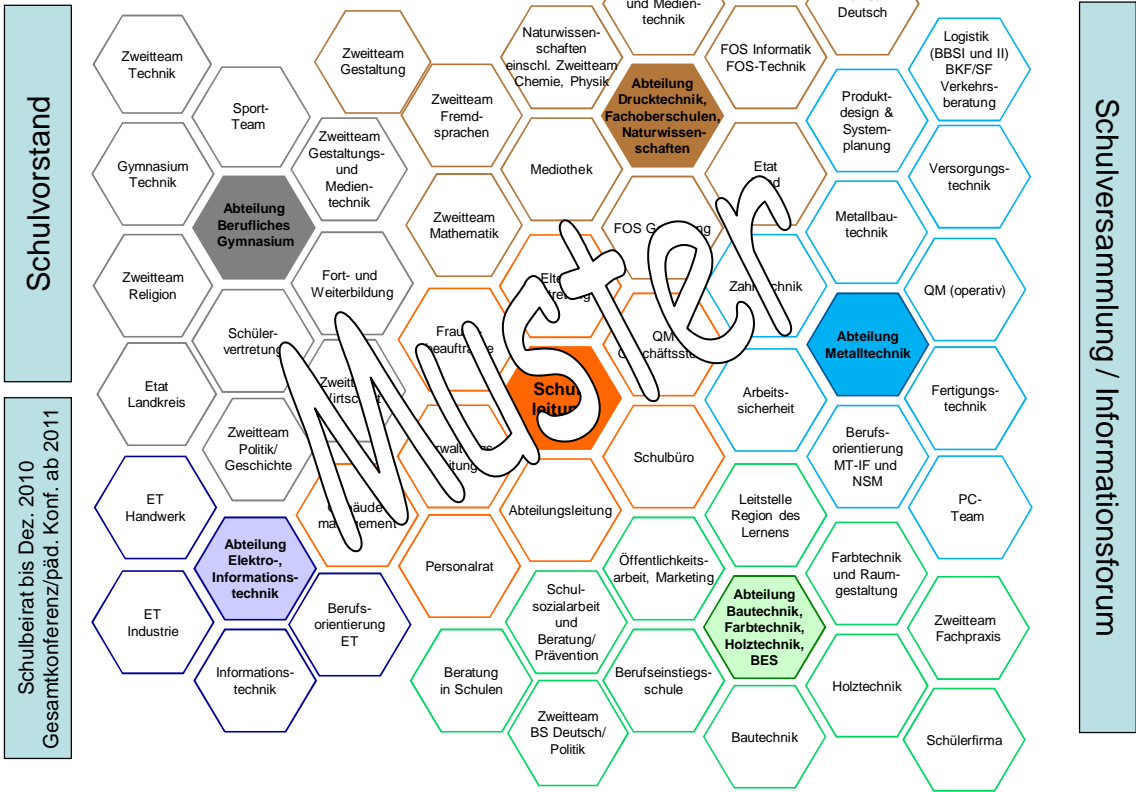 Schulvorstand
Schulbeirat bis Dez. 2010
Gesamtkonferenz/päd. Konf. ab 2011
Zweitteam
Technik
Sport-
Team
Gymnasium
Technik
Abteilung
Berufliches
Gymnasium
Zweitteam
Religion
Schüler-
vertretung
Etat
Landkreis
Zweitteam
Politik/
Geschichte
Zweitteam
Gestaltung
Zweitteam
Gestaltungs-
und
Medien-
technik
Fort- und
Weiterbildung
ET
Handwerk
Abteilung
Elektro-,
Informations-
technik
ET
Industrie
Informations-
technik
Berufs-
orientierung
ET
Zweitteam
Fremd-
sprachen
Zweitteam
Mathematik
Naturwissen-
schaften
einschl. Zweitteam
Chemie, Physik
Mediothek
und Medien-
technik
Abteilung
Drucktechnik,
Fachoberschulen,
Naturwissen-
schaften
FOS
FOS Informatik
FOS-Technik
Etat
Deutsch
QM
Schulbüro
Abteilungsleitung
Personalrat
Muster
Logistik
(BBSI und II)
BKF/SF
Verkehrs-
beratung
Produkt-
design &
System-
planung
Versorgungs-
technik
Metallbau-
technik
QM (operativ)
Abteilung
Metalltechnik
Arbeits-
sicherheit
Fertigungs-
technik
Berufs-
orientierung
MT-IF und
NSM
PC-
Team
Leitstelle
Region des
Lernens
Öffentlichkeits-
arbeit, Marketing
Farbtechnik
und Raum-
gestaltung
Schul-
sozialarbeit
und
Beratung/
Prävention
Abteilung
Bautechnik,
Farbtechnik,
Holztechnik,
BES
Zweitteam
Fachpraxis
Beratung
in Schulen
Berufseinstiegs-
schule
Holztechnik
Zweitteam
BS Deutsch/
Politik
Bautechnik
Schülerfirma
Schulversammlung / Informationsforum